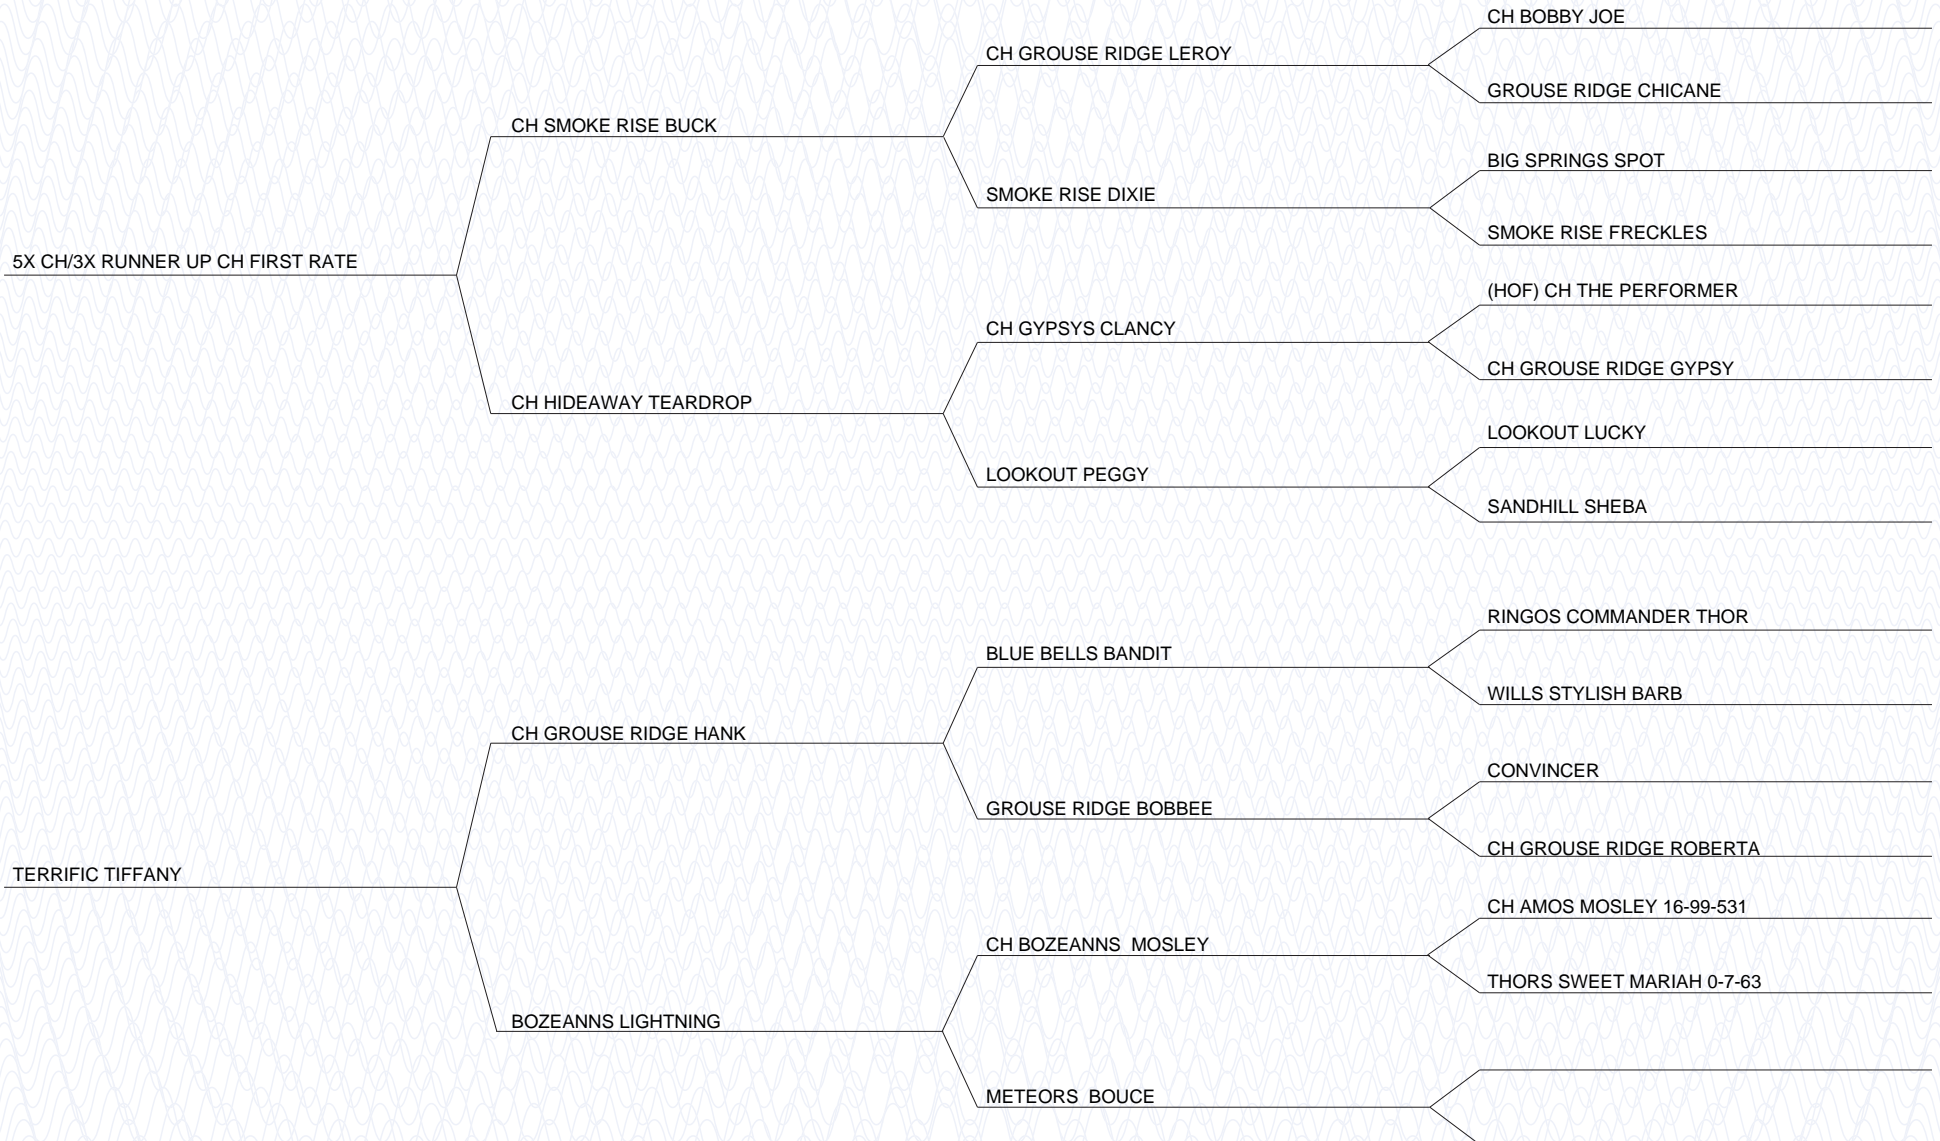 CH BOBBY JOE
CH GROUSE RIDGE LEROY
GROUSE RIDGE CHICANE
CH SMOKE RISE BUCK
BIG SPRINGS SPOT
SMOKE RISE DIXIE
SMOKE RISE FRECKLES
5X CH/3X RUNNER UP CH FIRST RATE
(HOF) CH THE PERFORMER
CH GYPSYS CLANCY
CH GROUSE RIDGE GYPSY
CH HIDEAWAY TEARDROP
LOOKOUT LUCKY
LOOKOUT PEGGY
SANDHILL SHEBA
RINGOS COMMANDER THOR
BLUE BELLS BANDIT
WILLS STYLISH BARB
CH GROUSE RIDGE HANK
CONVINCER
GROUSE RIDGE BOBBEE
CH GROUSE RIDGE ROBERTA
TERRIFIC TIFFANY
CH AMOS MOSLEY 16-99-531
CH BOZEANNS  MOSLEY
THORS SWEET MARIAH 0-7-63
BOZEANNS LIGHTNING
METEORS  BOUCE